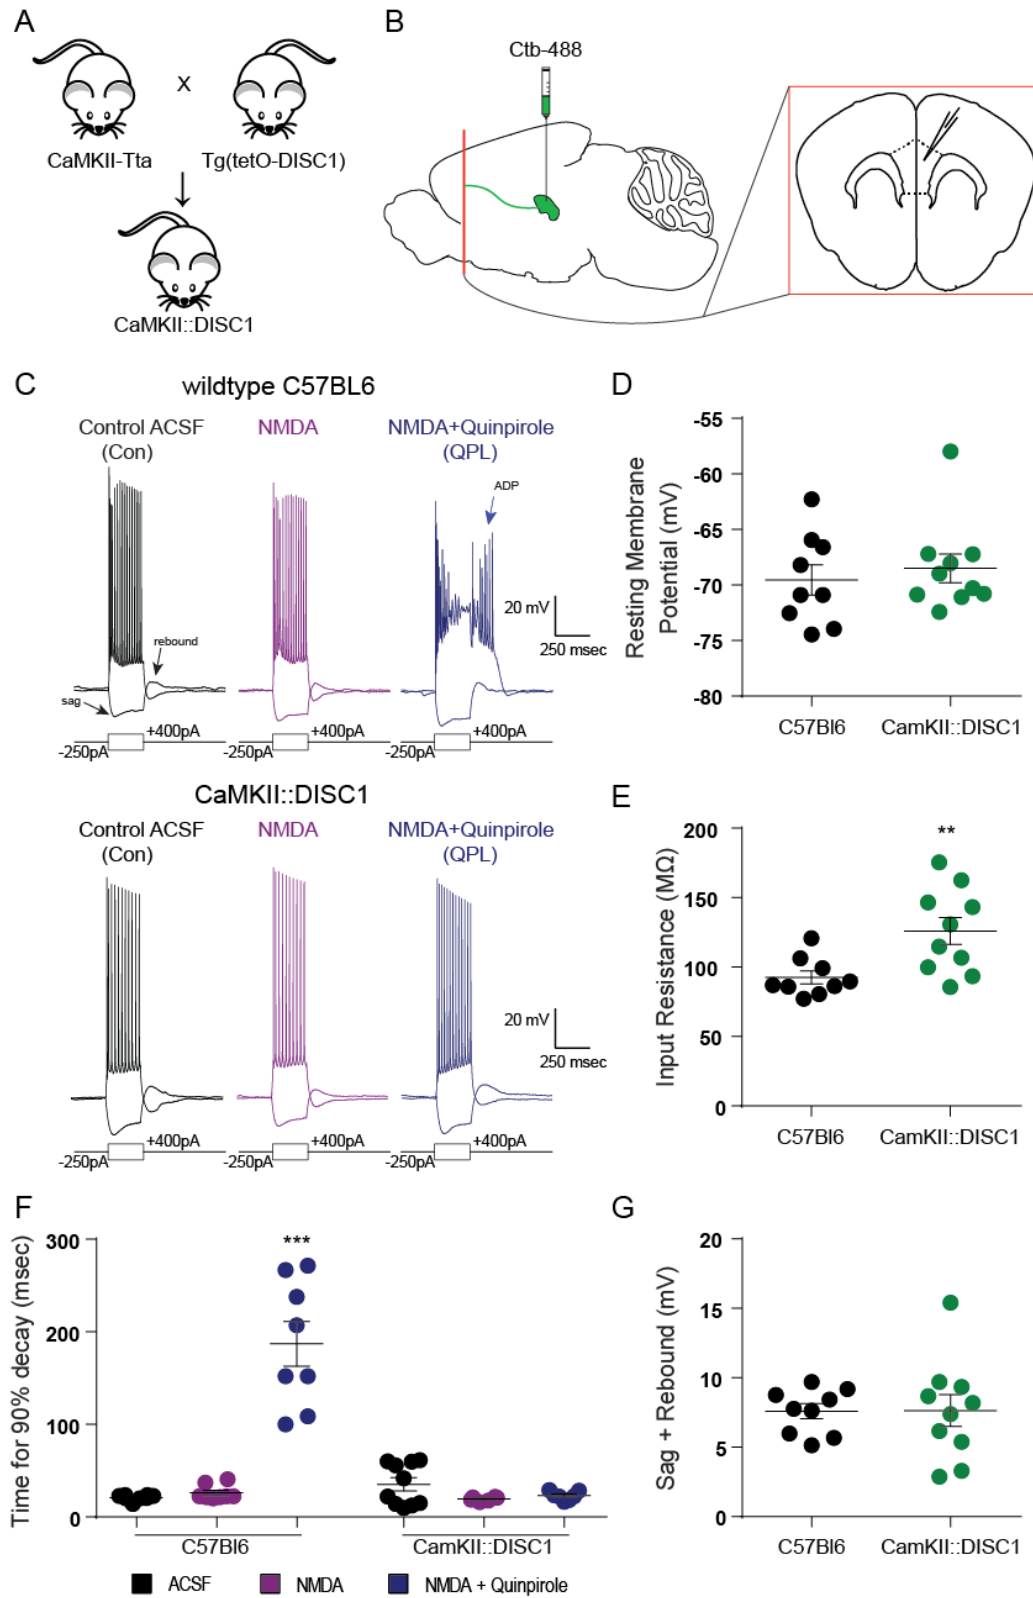 A
X
CaMKII-Tta
Tg(tetO-DISC1)
CaMKII::DISC1
B
Ctb-488
C
wildtype C57BL6
Control ACSF
(Con)
NMDA
NMDA+Quinpirole
(QPL)
ADP
rebound
sag
20 mV
250 msec
+400pA
-250pA
+400pA
-250pA
+400pA
-250pA
CaMKII::DISC1
Control ACSF
(Con)
NMDA
NMDA+Quinpirole
(QPL)
20 mV
250 msec
+400pA
-250pA
+400pA
-250pA
+400pA
-250pA
D
Resting Membrane
Potential (mV)
-55
-60
-65
-70
-75
-80
C57Bl6
CamKII::DISC1
E
Input Resistance (MΩ)
200
150
100
50
0
**
C57Bl6
CamKII::DISC1
F
Time for 90% decay (msec)
300
200
100
0
***
C57Bl6
CamKII::DISC1
ACSF
NMDA
NMDA + Quinpirole
G
Sag + Rebound (mV)
20
15
10
5
0
C57Bl6
CamKII::DISC1